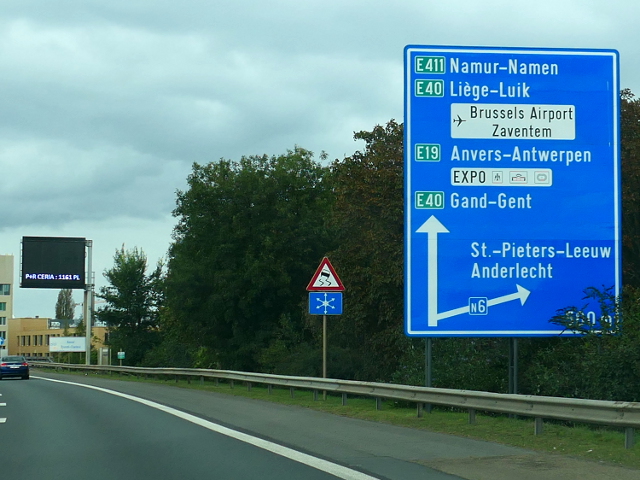 E411 Namur-Namen
E40 Liège-Luik
Brussels Airport
Zaventem
E19 Anvers-Antwerpen
EXPO
E40 Gand-Gent
St.-Pieters-Leeuw
Anderlecht
N6
P+R CERIA : 1161 PL